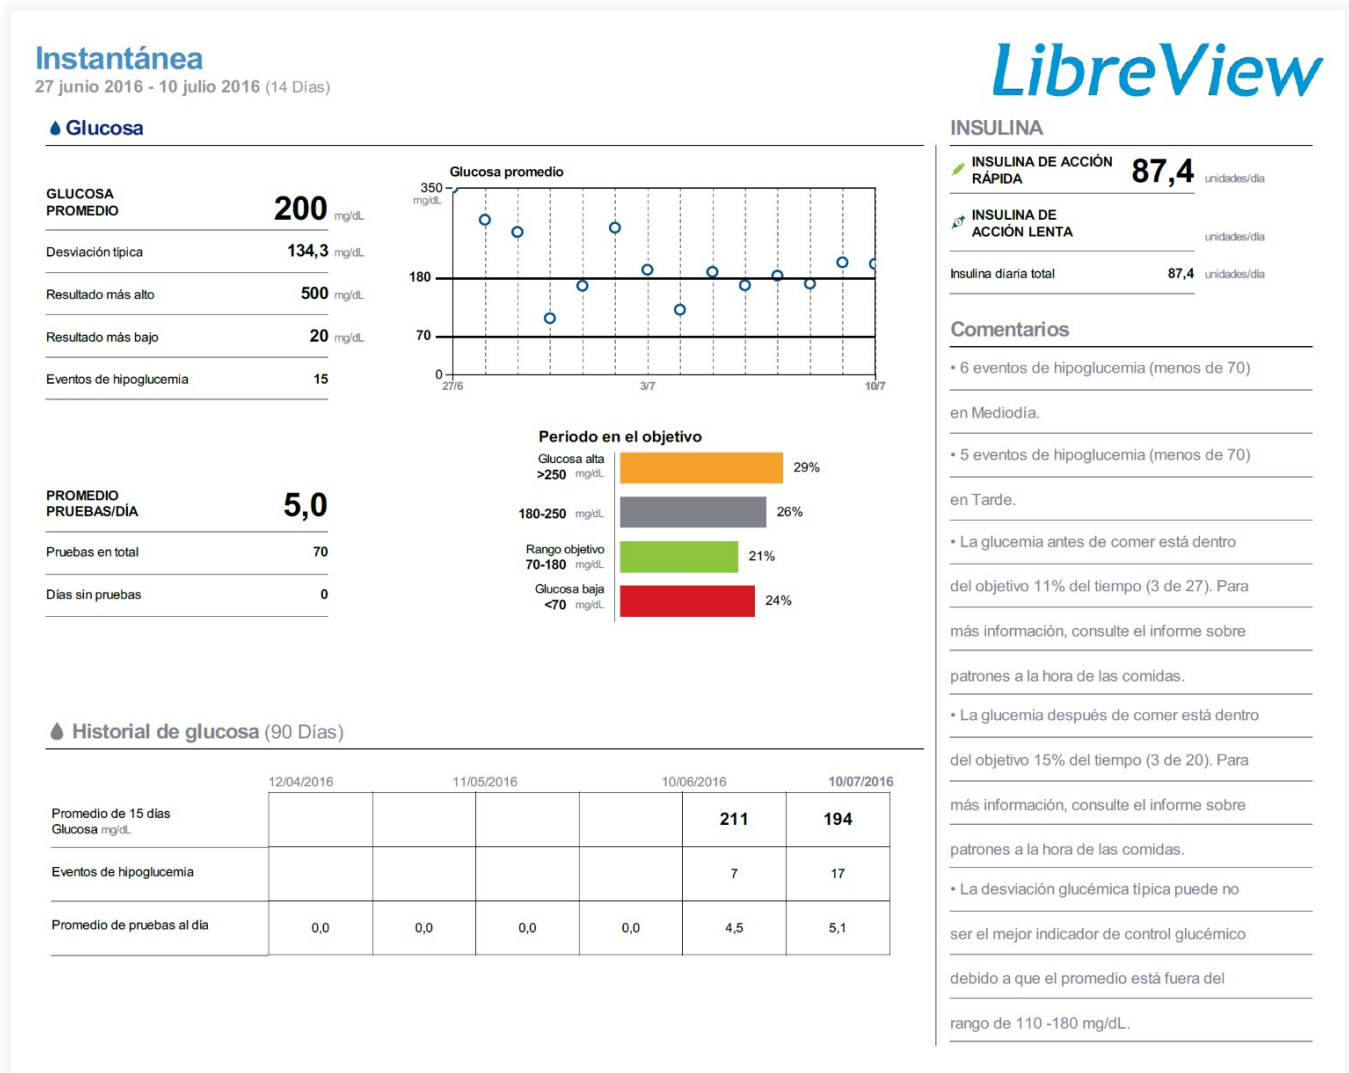 Instantánea
27 junio 2016 - 10 julio 2016 (14 Días)
LibreView
Glucosa
GLUCOSA
PROMEDIO
200 mg/dL
Desviación típica 134,3 mg/dL
Resultado más alto 500 mg/dL
Resultado más bajo 20 mg/dL
Eventos de hipoglucemia 15
Glucosa promedio
350
mg/dL
180
70
0
27/6 3/7 10/7
PROMEDIO
PRUEBAS/DÍA
5,0
Pruebas en total 70
Días sin pruebas 0
Periodo en el objetivo
Glucosa alta
>250 mg/dL 29%
180-250 mg/dL 26%
Rango objetivo
70-180 mg/dL 21%
Glucosa baja
<70 mg/dL 24%
Historial de glucosa (90 Días)
12/04/2016 11/05/2016 10/06/2016 10/07/2016
Promedio de 15 días
Glucosa mg/dL
211 194
Eventos de hipoglucemia 7 17
Promedio de pruebas al día 0,0 0,0 0,0 0,0 4,5 5,1
INSULINA
INSULINA DE ACCIÓN
RÁPIDA
87,4 unidades/día
INSULINA DE
ACCIÓN LENTA
unidades/día
Insulina diaria total 87,4 unidades/día
Comentarios
• 6 eventos de hipoglucemia (menos de 70)
en Mediodía.
• 5 eventos de hipoglucemia (menos de 70)
en Tarde.
• La glucemia antes de comer está dentro
del objetivo 11% del tiempo (3 de 27). Para
más información, consulte el informe sobre
patrones a la hora de las comidas.
• La glucemia después de comer está dentro
del objetivo 15% del tiempo (3 de 20). Para
más información, consulte el informe sobre
patrones a la hora de las comidas.
• La desviación glucémica típica puede no
ser el mejor indicador de control glucémico
debido a que el promedio está fuera del
rango de 110 -180 mg/dL.